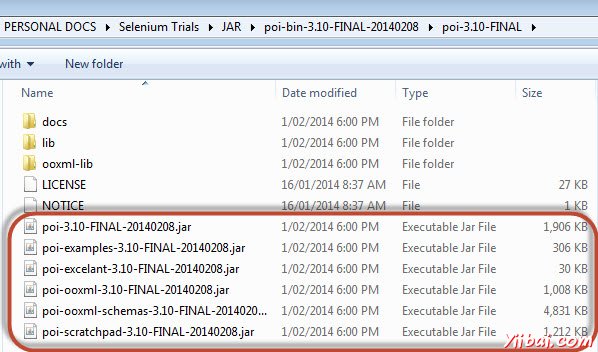 PERSONAL DOCS ▸ Selenium Trials ▸ JAR ▸ poi-bin-3.10-FINAL-20140208 ▸ poi-3.10-FINAL ▸
with ▾ New folder
Name Date modified Type Size
docs 1/02/2014 6:00 PM File folder
lib 1/02/2014 6:00 PM File folder
ooxml-lib 1/02/2014 6:00 PM File folder
LICENSE 16/01/2014 8:37 AM File 27 KB
NOTICE 16/01/2014 8:37 AM File 1 KB
poi-3.10-FINAL-20140208.jar 1/02/2014 6:00 PM Executable Jar File 1,906 KB
poi-examples-3.10-FINAL-20140208.jar 1/02/2014 6:00 PM Executable Jar File 306 KB
poi-excelant-3.10-FINAL-20140208.jar 1/02/2014 6:00 PM Executable Jar File 30 KB
poi-ooxml-3.10-FINAL-20140208.jar 1/02/2014 6:00 PM Executable Jar File 1,008 KB
poi-ooxml-schemas-3.10-FINAL-2014020... 1/02/2014 6:00 PM Executable Jar File 4,831 KB
poi-scratchpad-3.10-FINAL-20140208.jar 1/02/2014 6:00 PM Executable Jar File 1,212 KB
Yiibai.com